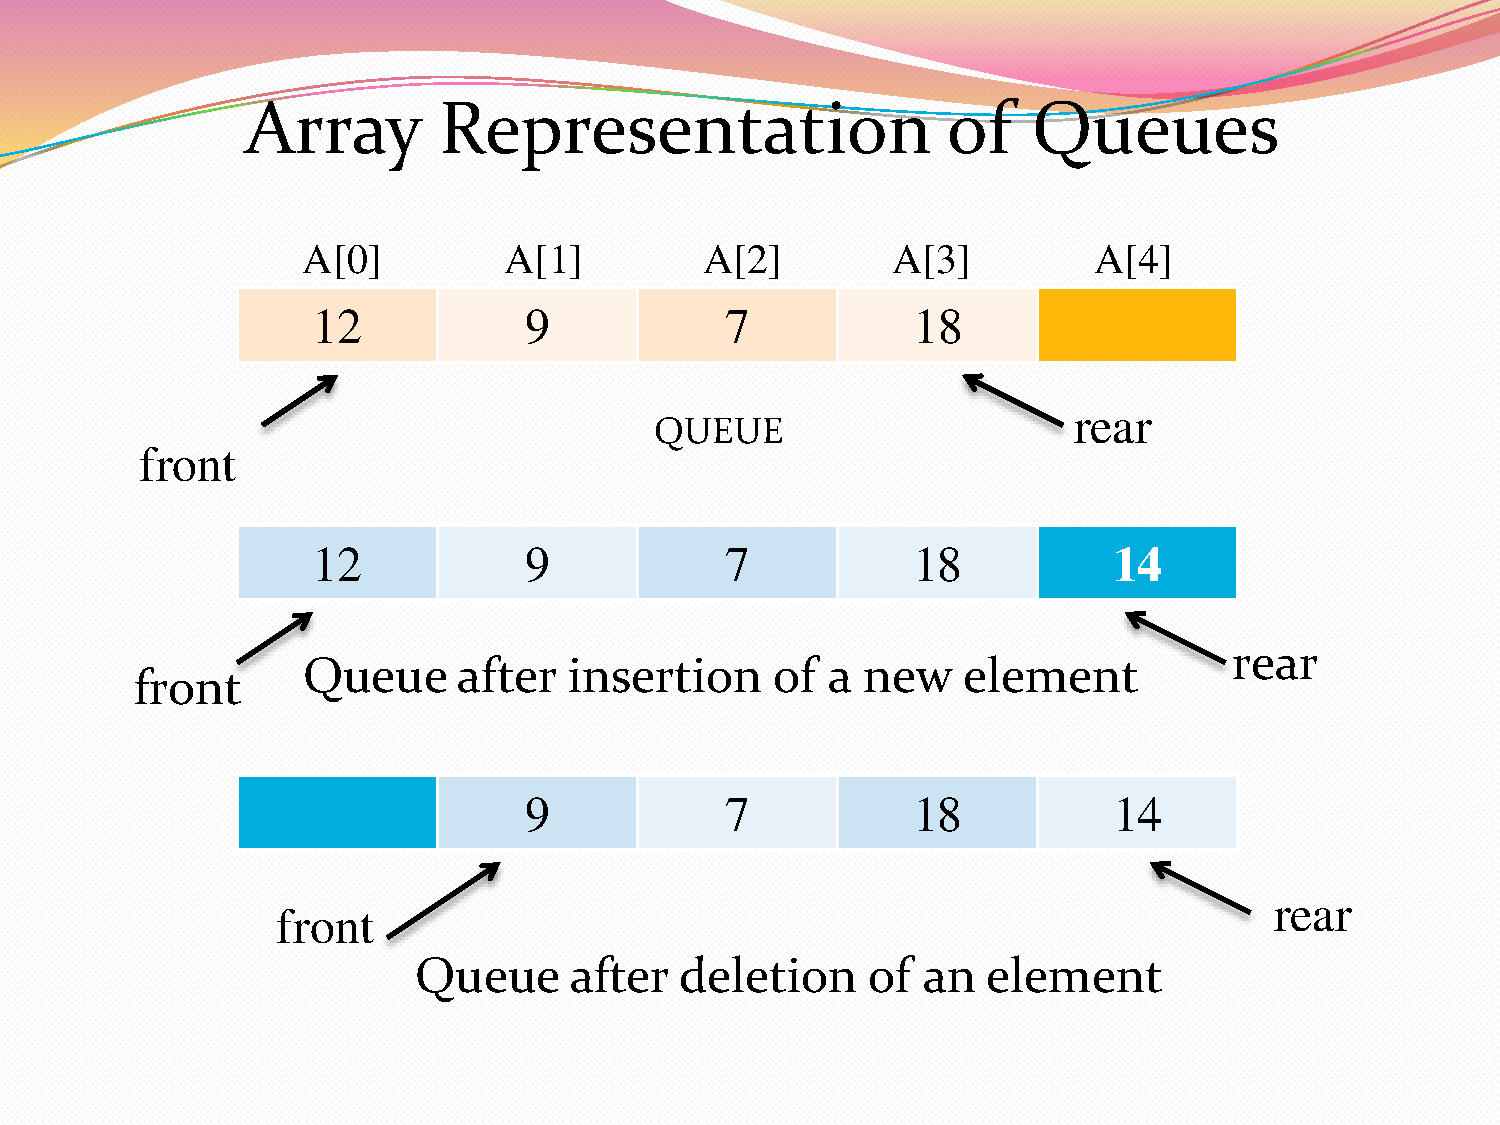 Array Representation of Queues
A[0] A[1] A[2] A[3] A[4]
12 9 7 18
QUEUE rear
front
12 9 7 18 14
front Queue after insertion of a new element rear
9 7 18 14
front rear
Queue after deletion of an element